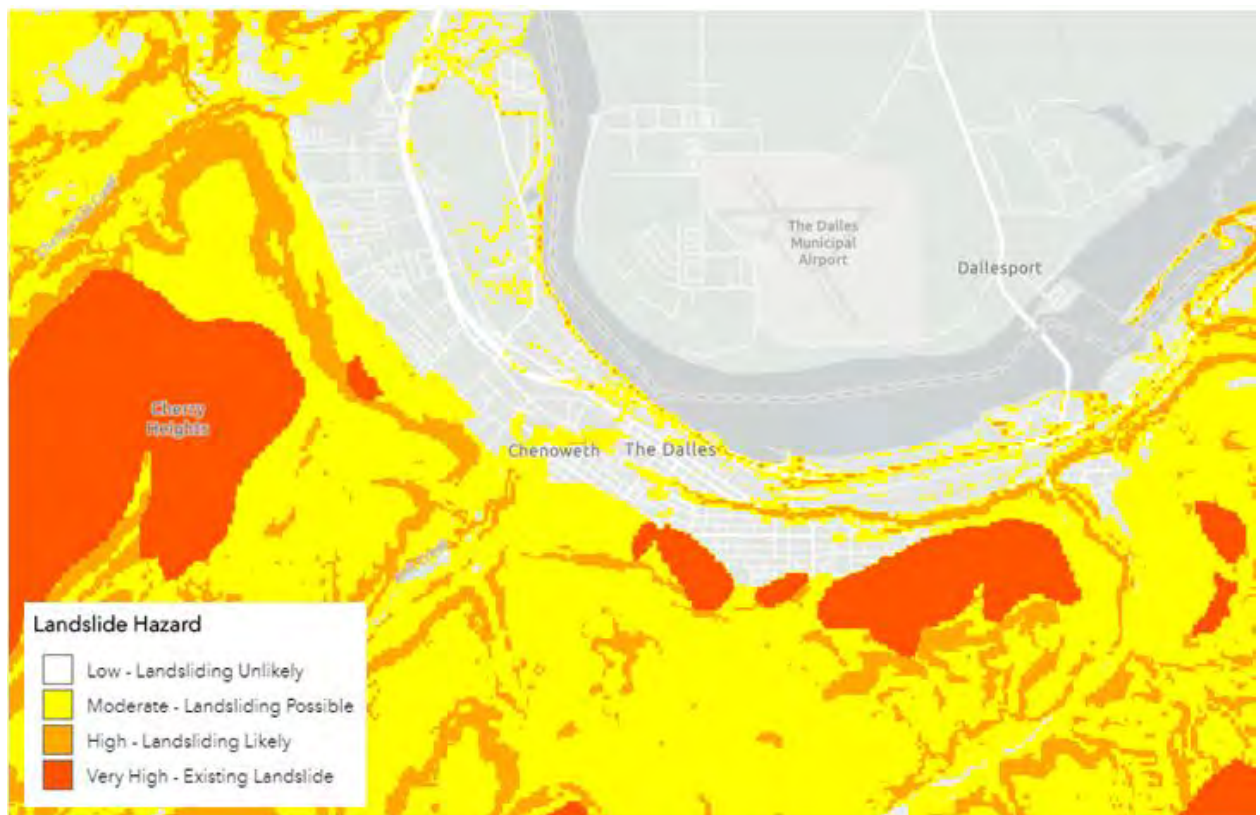 The Dalles
Municipal
Airport
Dallesport
Cherry
Heights
Chenoweth
The Dalles
Landslide Hazard
Low - Landsliding Unlikely
Moderate - Landsliding Possible
High - Landsliding Likely
Very High - Existing Landslide